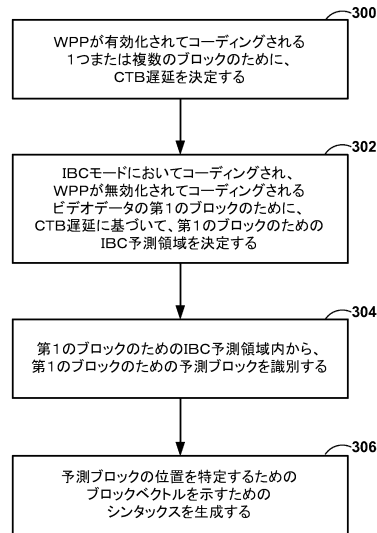 300
WPPが有効化されてコーディングされる
1つまたは複数のブロックのために、
CTB遅延を決定する
302
IBCモードにおいてコーディングされ、
WPPが無効化されてコーディングされる
ビデオデータの第1のブロックのために、
CTB遅延に基づいて、第1のブロックのための
IBC予測領域を決定する
304
第1のブロックのためのIBC予測領域内から、
第1のブロックのための予測ブロックを識別する
306
予測ブロックの位置を特定するための
ブロックベクトルを示すための
シンタックスを生成する